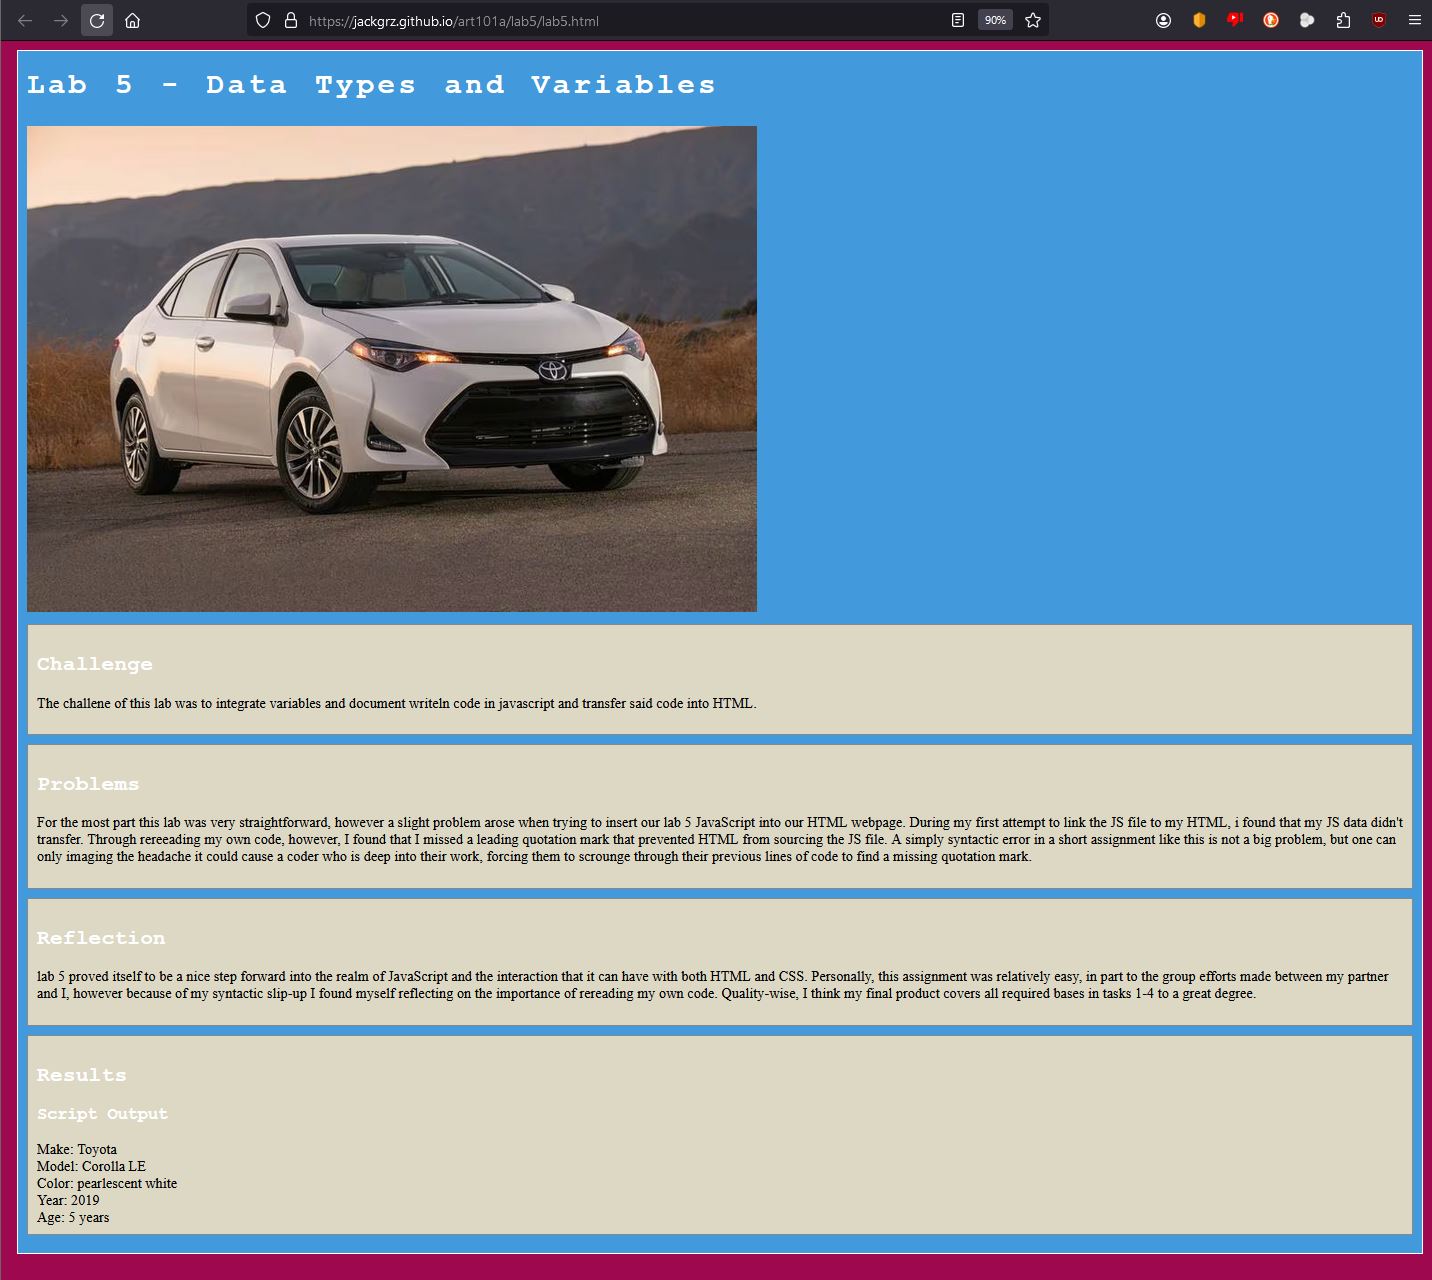 https://jackgrz.github.io/art101a/lab5/lab5.html
90%
Lab 5 - Data Types and Variables
Challenge
The challene of this lab was to integrate variables and document writeln code in javascript and transfer said code into HTML.
Problems
For the most part this lab was very straightforward, however a slight problem arose when trying to insert our lab 5 JavaScript into our HTML webpage. During my first attempt to link the JS file to my HTML, i found that my JS data didn't
transfer. Through rereeading my own code, however, I found that I missed a leading quotation mark that prevented HTML from sourcing the JS file. A simply syntactic error in a short assignment like this is not a big problem, but one can
only imaging the headache it could cause a coder who is deep into their work, forcing them to scrounge through their previous lines of code to find a missing quotation mark.
Reflection
lab 5 proved itself to be a nice step forward into the realm of JavaScript and the interaction that it can have with both HTML and CSS. Personally, this assignment was relatively easy, in part to the group efforts made between my partner
and I, however because of my syntactic slip-up I found myself reflecting on the importance of rereading my own code. Quality-wise, I think my final product covers all required bases in tasks 1-4 to a great degree.
Results
Script Output
Make: Toyota
Model: Corolla LE
Color: pearlescent white
Year: 2019
Age: 5 years